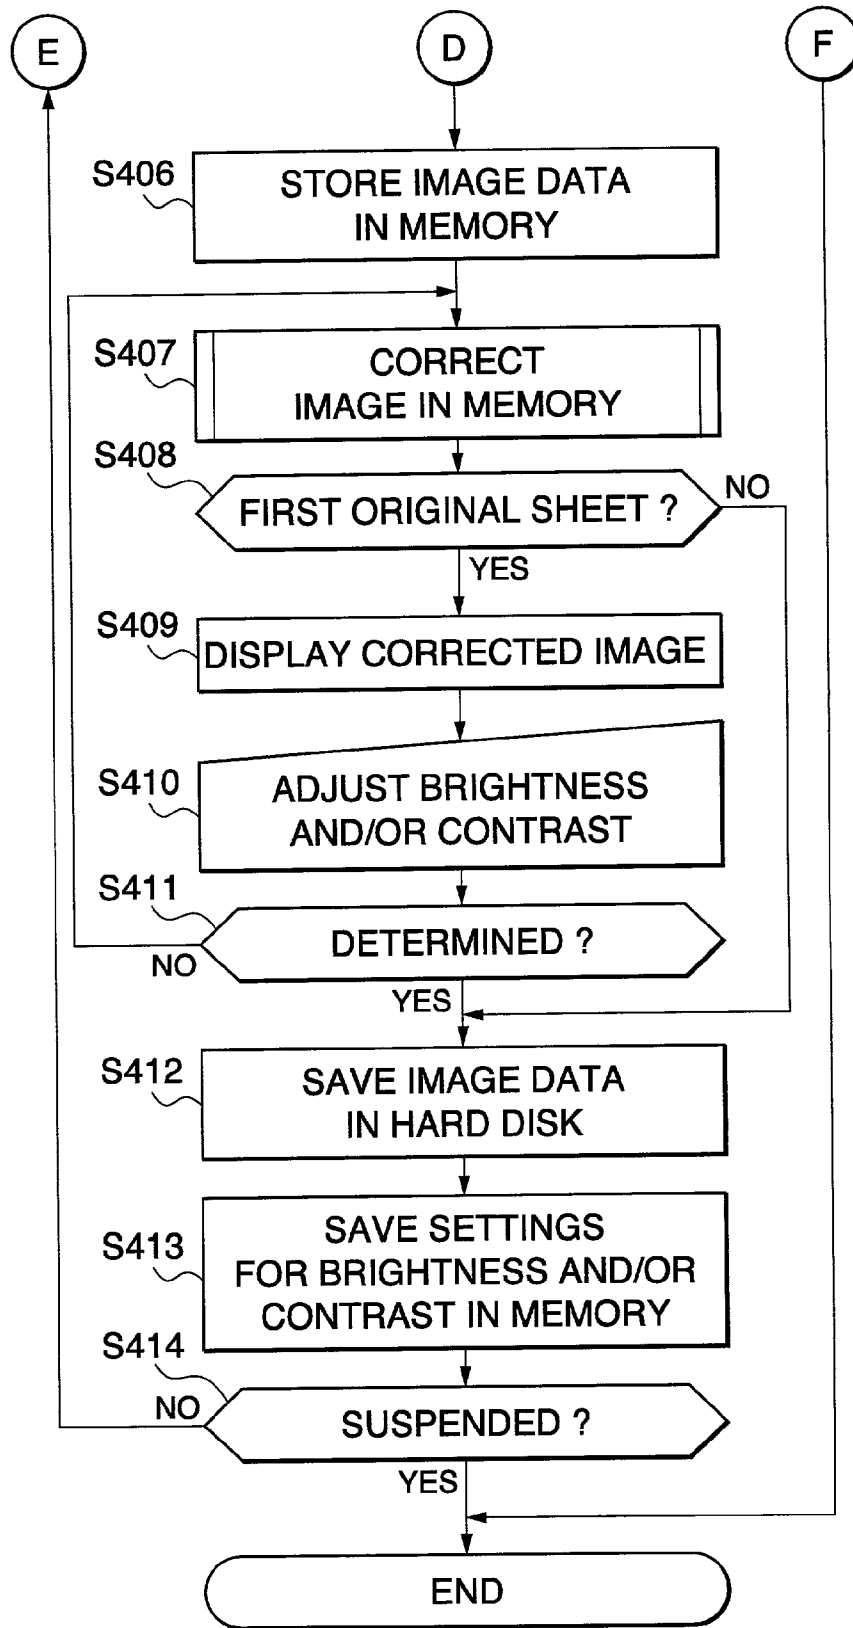 E
D
F
S406
STORE IMAGE DATA
IN MEMORY
S407
CORRECT
IMAGE IN MEMORY
S408
FIRST ORIGINAL SHEET ?
NO
YES
S409
DISPLAY CORRECTED IMAGE
S410
ADJUST BRIGHTNESS
AND/OR CONTRAST
S411
DETERMINED ?
NO
YES
S412
SAVE IMAGE DATA
IN HARD DISK
S413
SAVE SETTINGS
FOR BRIGHTNESS AND/OR
CONTRAST IN MEMORY
S414
SUSPENDED ?
NO
YES
END